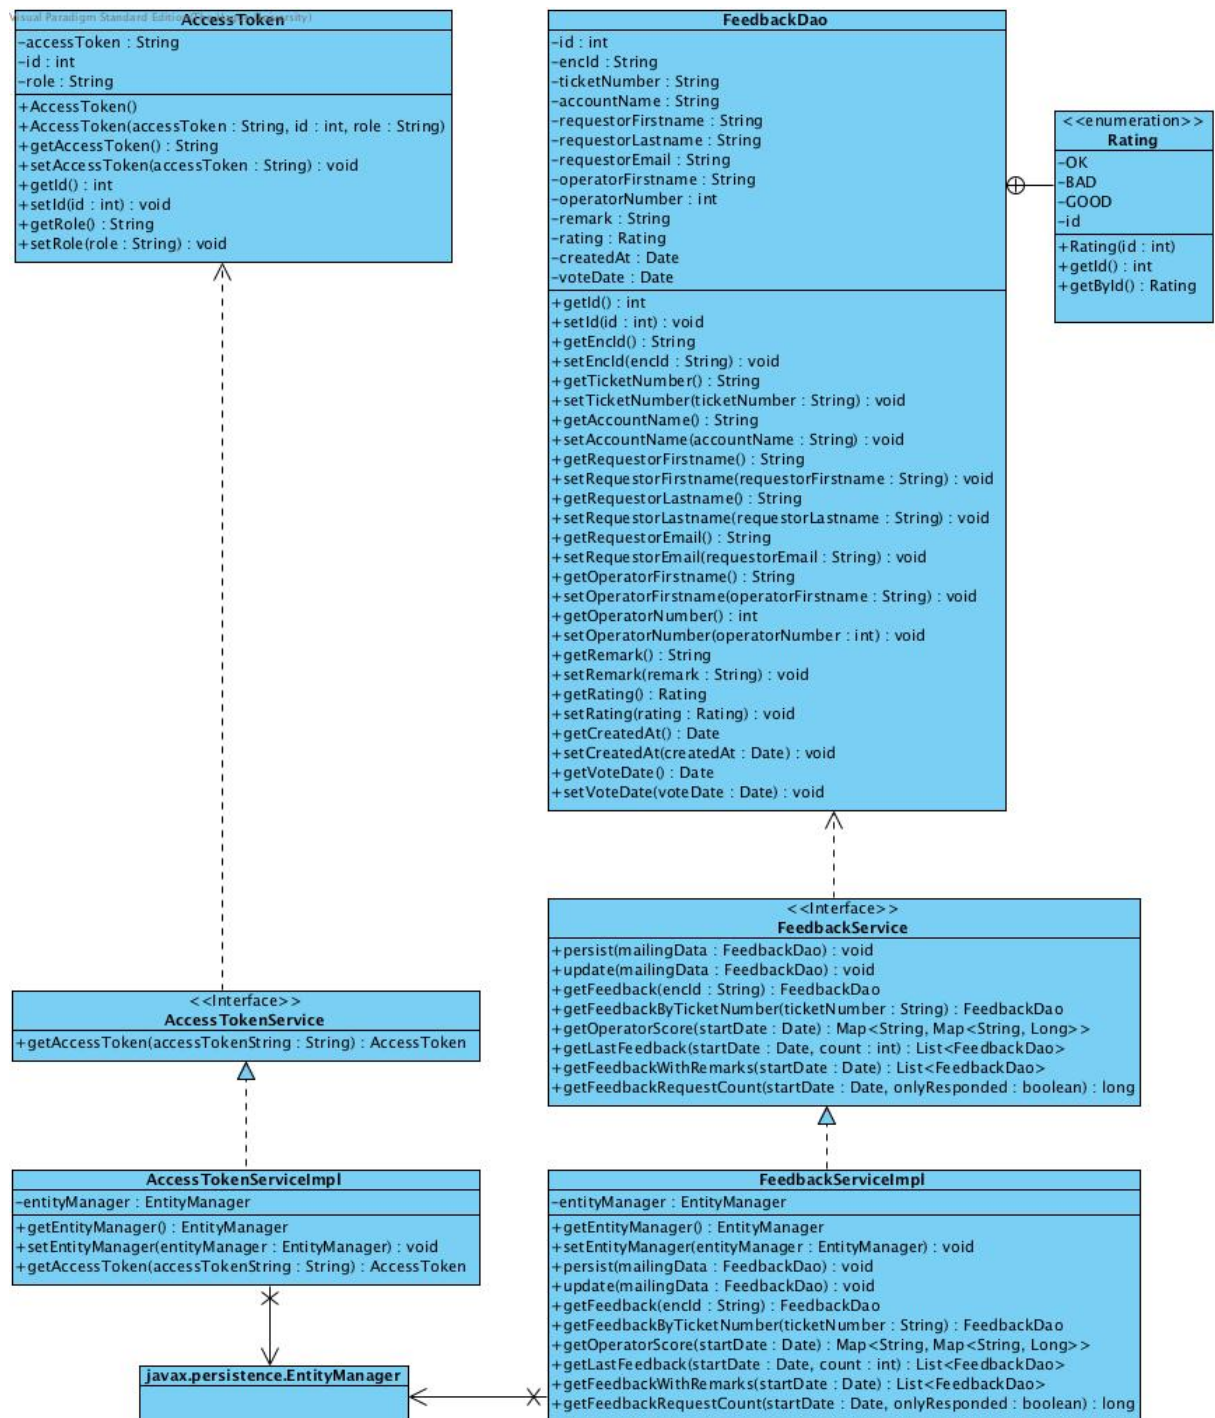 Visual Paradigm Standard Edition(The Hague University)
AccessToken
-accessToken : String
-id : int
-role : String
+AccessToken()
+AccessToken(accessToken : String, id : int, role : String)
+getAccessToken() : String
+setAccessToken(accessToken : String) : void
+getId() : int
+setId(id : int) : void
+getRole() : String
+setRole(role : String) : void
FeedbackDao
-id : int
-encId : String
-ticketNumber : String
-accountName : String
-requestorFirstname : String
-requestorLastname : String
-requestorEmail : String
-operatorFirstname : String
-operatorNumber : int
-remark : String
-rating : Rating
-createdAt : Date
-voteDate : Date
+getId() : int
+setId(id : int) : void
+getEncId() : String
+setEncId(encId : String) : void
+getTicketNumber() : String
+setTicketNumber(ticketNumber : String) : void
+getAccountName() : String
+setAccountName(accountName : String) : void
+getRequestorFirstname() : String
+setRequestorFirstname(requestorFirstname : String) : void
+getRequestorLastname() : String
+setRequestorLastname(requestorLastname : String) : void
+getRequestorEmail() : String
+setRequestorEmail(requestorEmail : String) : void
+getOperatorFirstname() : String
+setOperatorFirstname(operatorFirstname : String) : void
+getOperatorNumber() : int
+setOperatorNumber(operatorNumber : int) : void
+getRemark() : String
+setRemark(remark : String) : void
+getRating() : Rating
+setRating(rating : Rating) : void
+getCreatedAt() : Date
+setCreatedAt(createdAt : Date) : void
+getVoteDate() : Date
+setVoteDate(voteDate : Date) : void
<<enumeration>>
Rating
-OK
-BAD
-GOOD
-id
+Rating(id : int)
+getId() : int
+getById() : Rating
<<Interface>>
AccessTokenService
+getAccessToken(accessTokenString : String) : AccessToken
<<Interface>>
FeedbackService
+persist(mailingData : FeedbackDao) : void
+update(mailingData : FeedbackDao) : void
+getFeedback(encId : String) : FeedbackDao
+getFeedbackByTicketNumber(ticketNumber : String) : FeedbackDao
+getOperatorScore(startDate : Date) : Map<String, Map<String, Long>>
+getLastFeedback(startDate : Date, count : int) : List<FeedbackDao>
+getFeedbackWithRemarks(startDate : Date) : List<FeedbackDao>
+getFeedbackRequestCount(startDate : Date, onlyResponded : boolean) : long
AccessTokenServiceImpl
-entityManager : EntityManager
+getEntityManager() : EntityManager
+setEntityManager(entityManager : EntityManager) : void
+getAccessToken(accessTokenString : String) : AccessToken
FeedbackServiceImpl
-entityManager : EntityManager
+getEntityManager() : EntityManager
+setEntityManager(entityManager : EntityManager) : void
+persist(mailingData : FeedbackDao) : void
+update(mailingData : FeedbackDao) : void
+getFeedback(encId : String) : FeedbackDao
+getFeedbackByTicketNumber(ticketNumber : String) : FeedbackDao
+getOperatorScore(startDate : Date) : Map<String, Map<String, Long>>
+getLastFeedback(startDate : Date, count : int) : List<FeedbackDao>
+getFeedbackWithRemarks(startDate : Date) : List<FeedbackDao>
+getFeedbackRequestCount(startDate : Date, onlyResponded : boolean) : long
javax.persistence.EntityManager